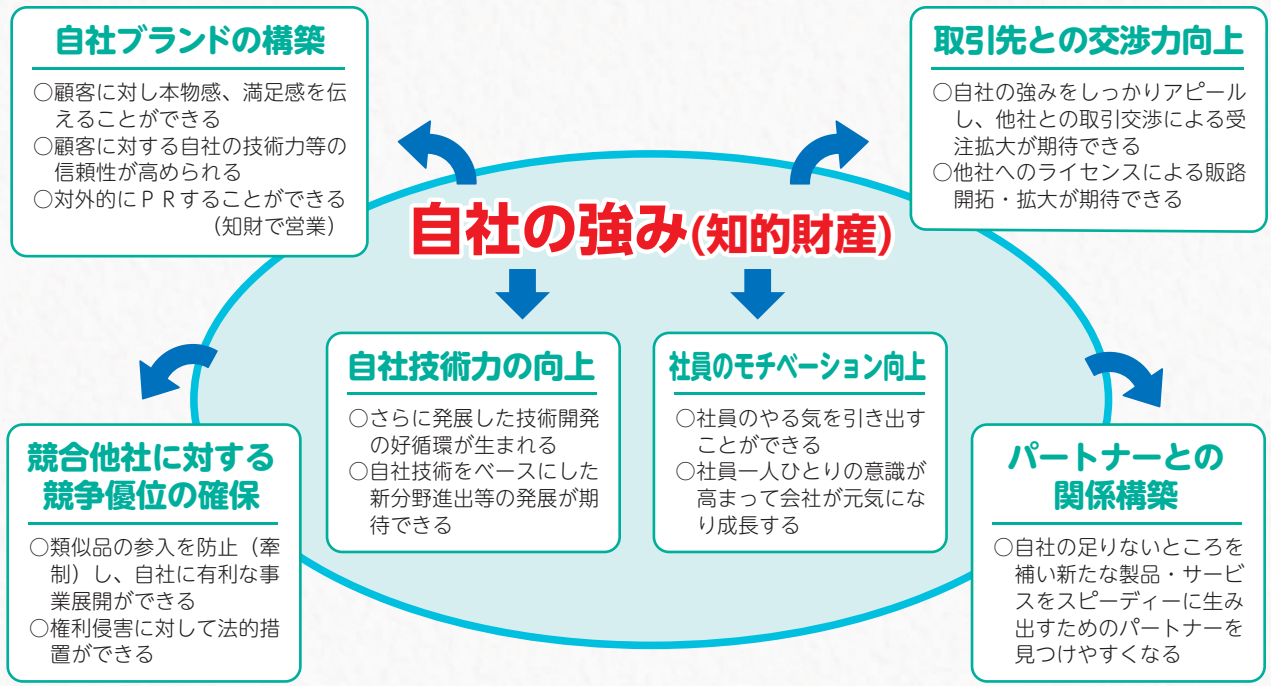 自社ブランドの構築
○顧客に対し本物感、満足感を伝
えることができる
○顧客に対する自社の技術力等の
信頼性が高められる
○対外的にＰＲすることができる
（知財で営業）
取引先との交渉力向上
○自社の強みをしっかりアピール
し、他社との取引交渉による受
注拡大が期待できる
○他社へのライセンスによる販路
開拓・拡大が期待できる
自社の強み(知的財産)
自社技術力の向上
○さらに発展した技術開発
の好循環が生まれる
○自社技術をベースにした
新分野進出等の発展が期
待できる
社員のモチベーション向上
○社員のやる気を引き出す
ことができる
○社員一人ひとりの意識が
高まって会社が元気にな
り成長する
競合他社に対する
競争優位の確保
○類似品の参入を防止（牽
制）し、自社に有利な事
業展開ができる
○権利侵害に対して法的措
置ができる
パートナーとの
関係構築
○自社の足りないところを
補い新たな製品・サービ
スをスピーディーに生み
出すためのパートナーを
見つけやすくなる